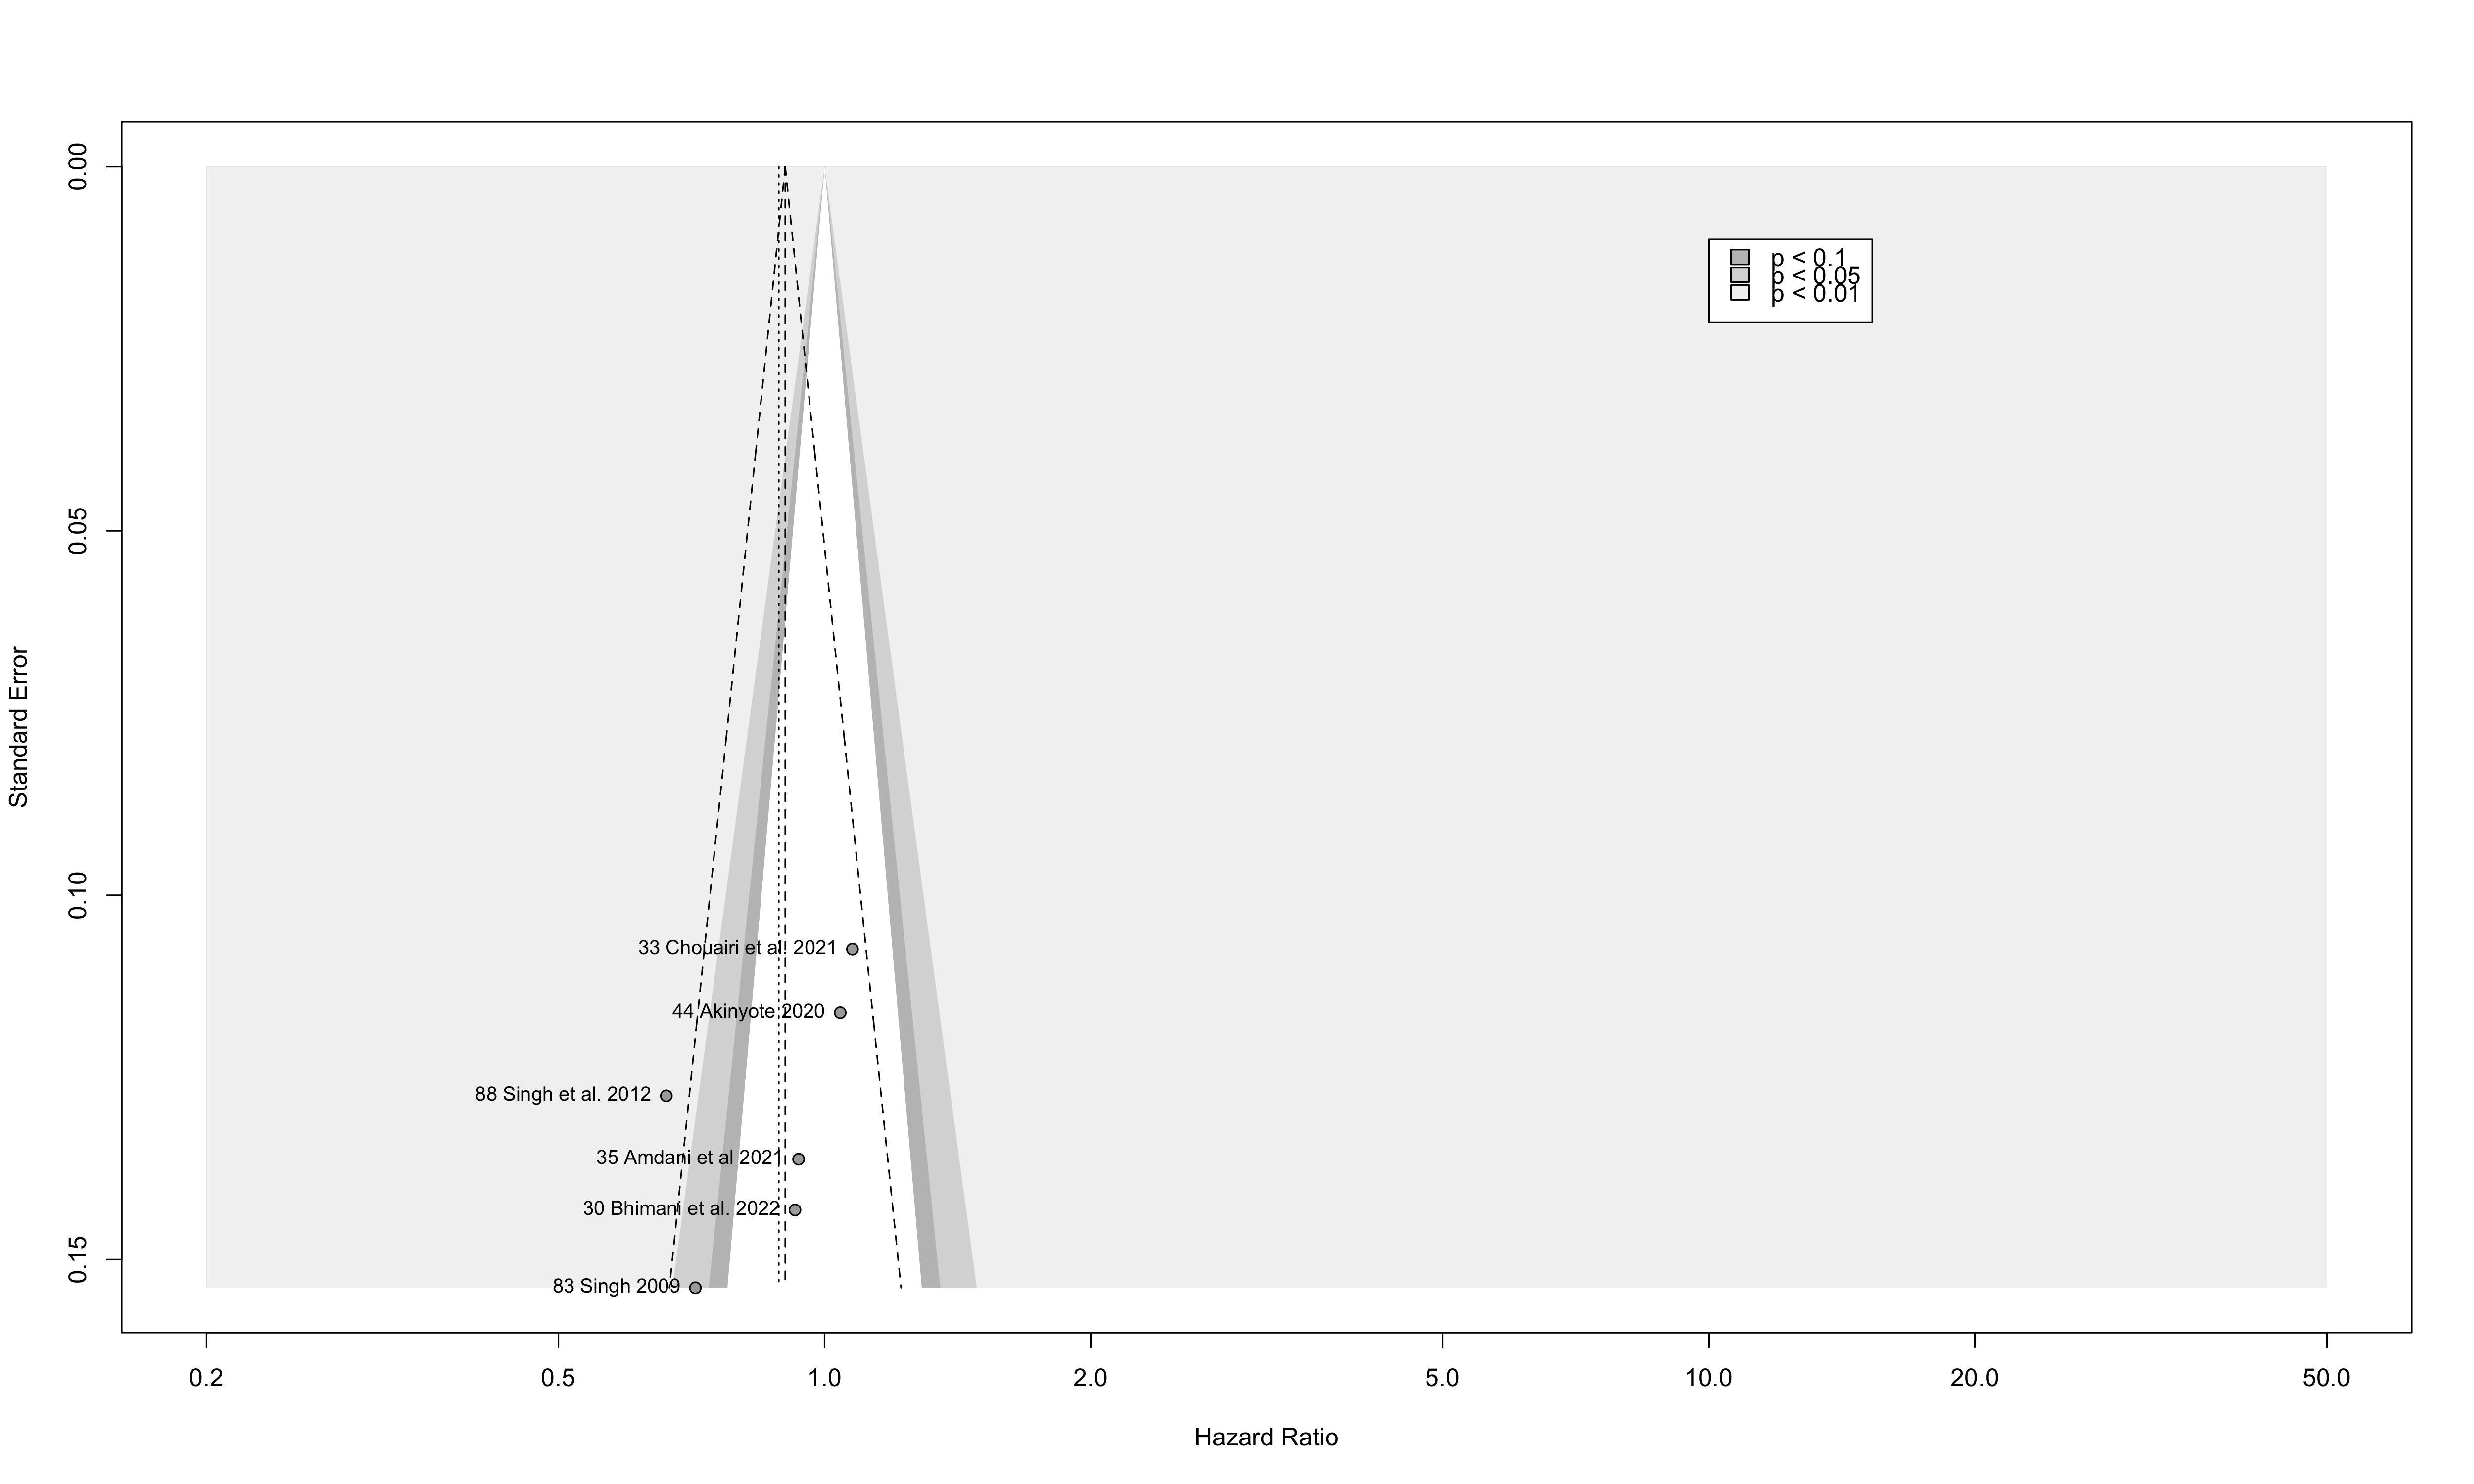 0.00
0.05
0.10
0.15
Standard Error
p < 0.1
p < 0.05
p < 0.01
33 Chouairi et al. 2021
44 Akinyote 2020
88 Singh et al. 2012
35 Amdani et al 2021
30 Bhimani et al. 2022
83 Singh 2009
0.2 0.5 1.0 2.0 5.0 10.0 20.0 50.0
Hazard Ratio